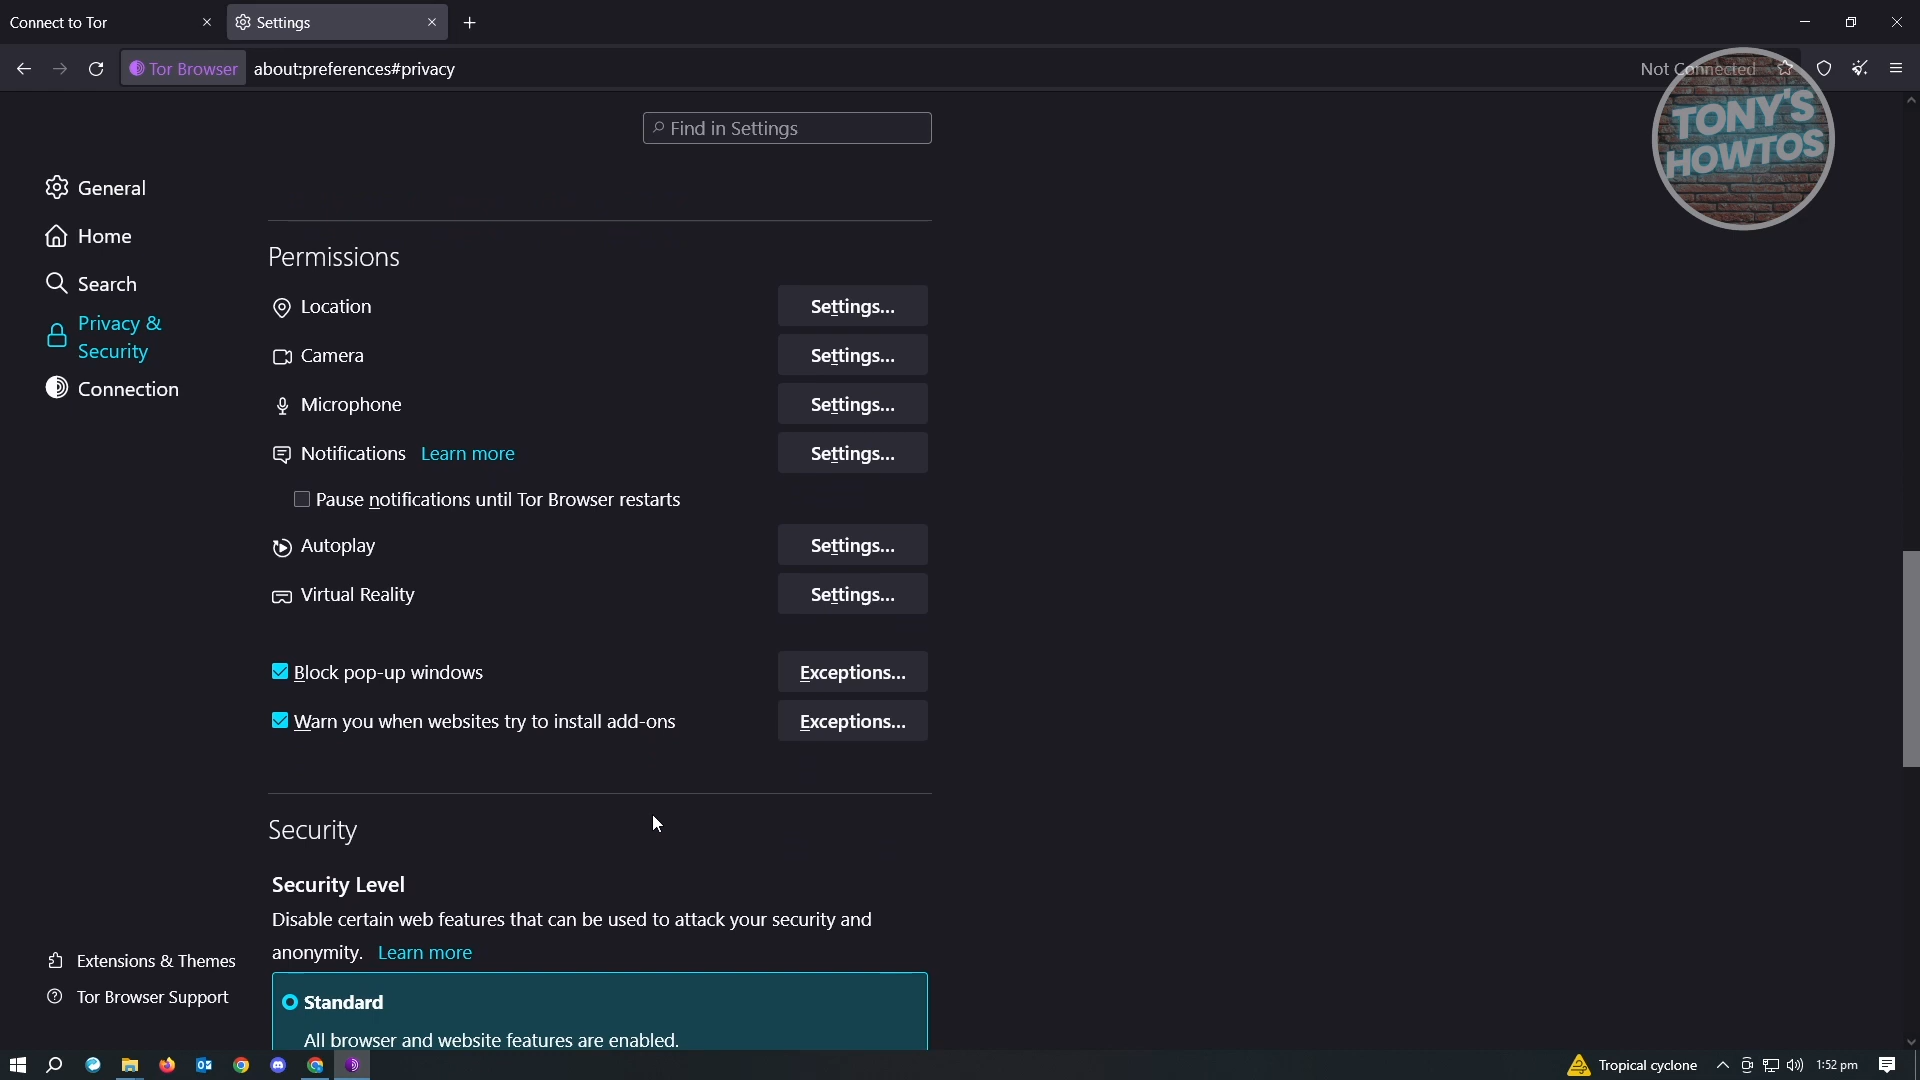 Connect to Tor
Settings
Tor Browser
about:preferences#privacy
Not Connected
TONY'S
HOWTOS
Find in Settings
General
Home
Search
Privacy &
Security
Connection
Permissions
Location
Settings...
Camera
Settings...
Microphone
Settings...
Notifications Learn more
Settings...
Pause notifications until Tor Browser restarts
Autoplay
Settings...
Virtual Reality
Settings...
Block pop-up windows
Exceptions...
Warn you when websites try to install add-ons
Exceptions...
Security
Security Level
Disable certain web features that can be used to attack your security and
anonymity. Learn more
Standard
All browser and website features are enabled.
Extensions & Themes
Tor Browser Support
Tropical cyclone
1:52 pm